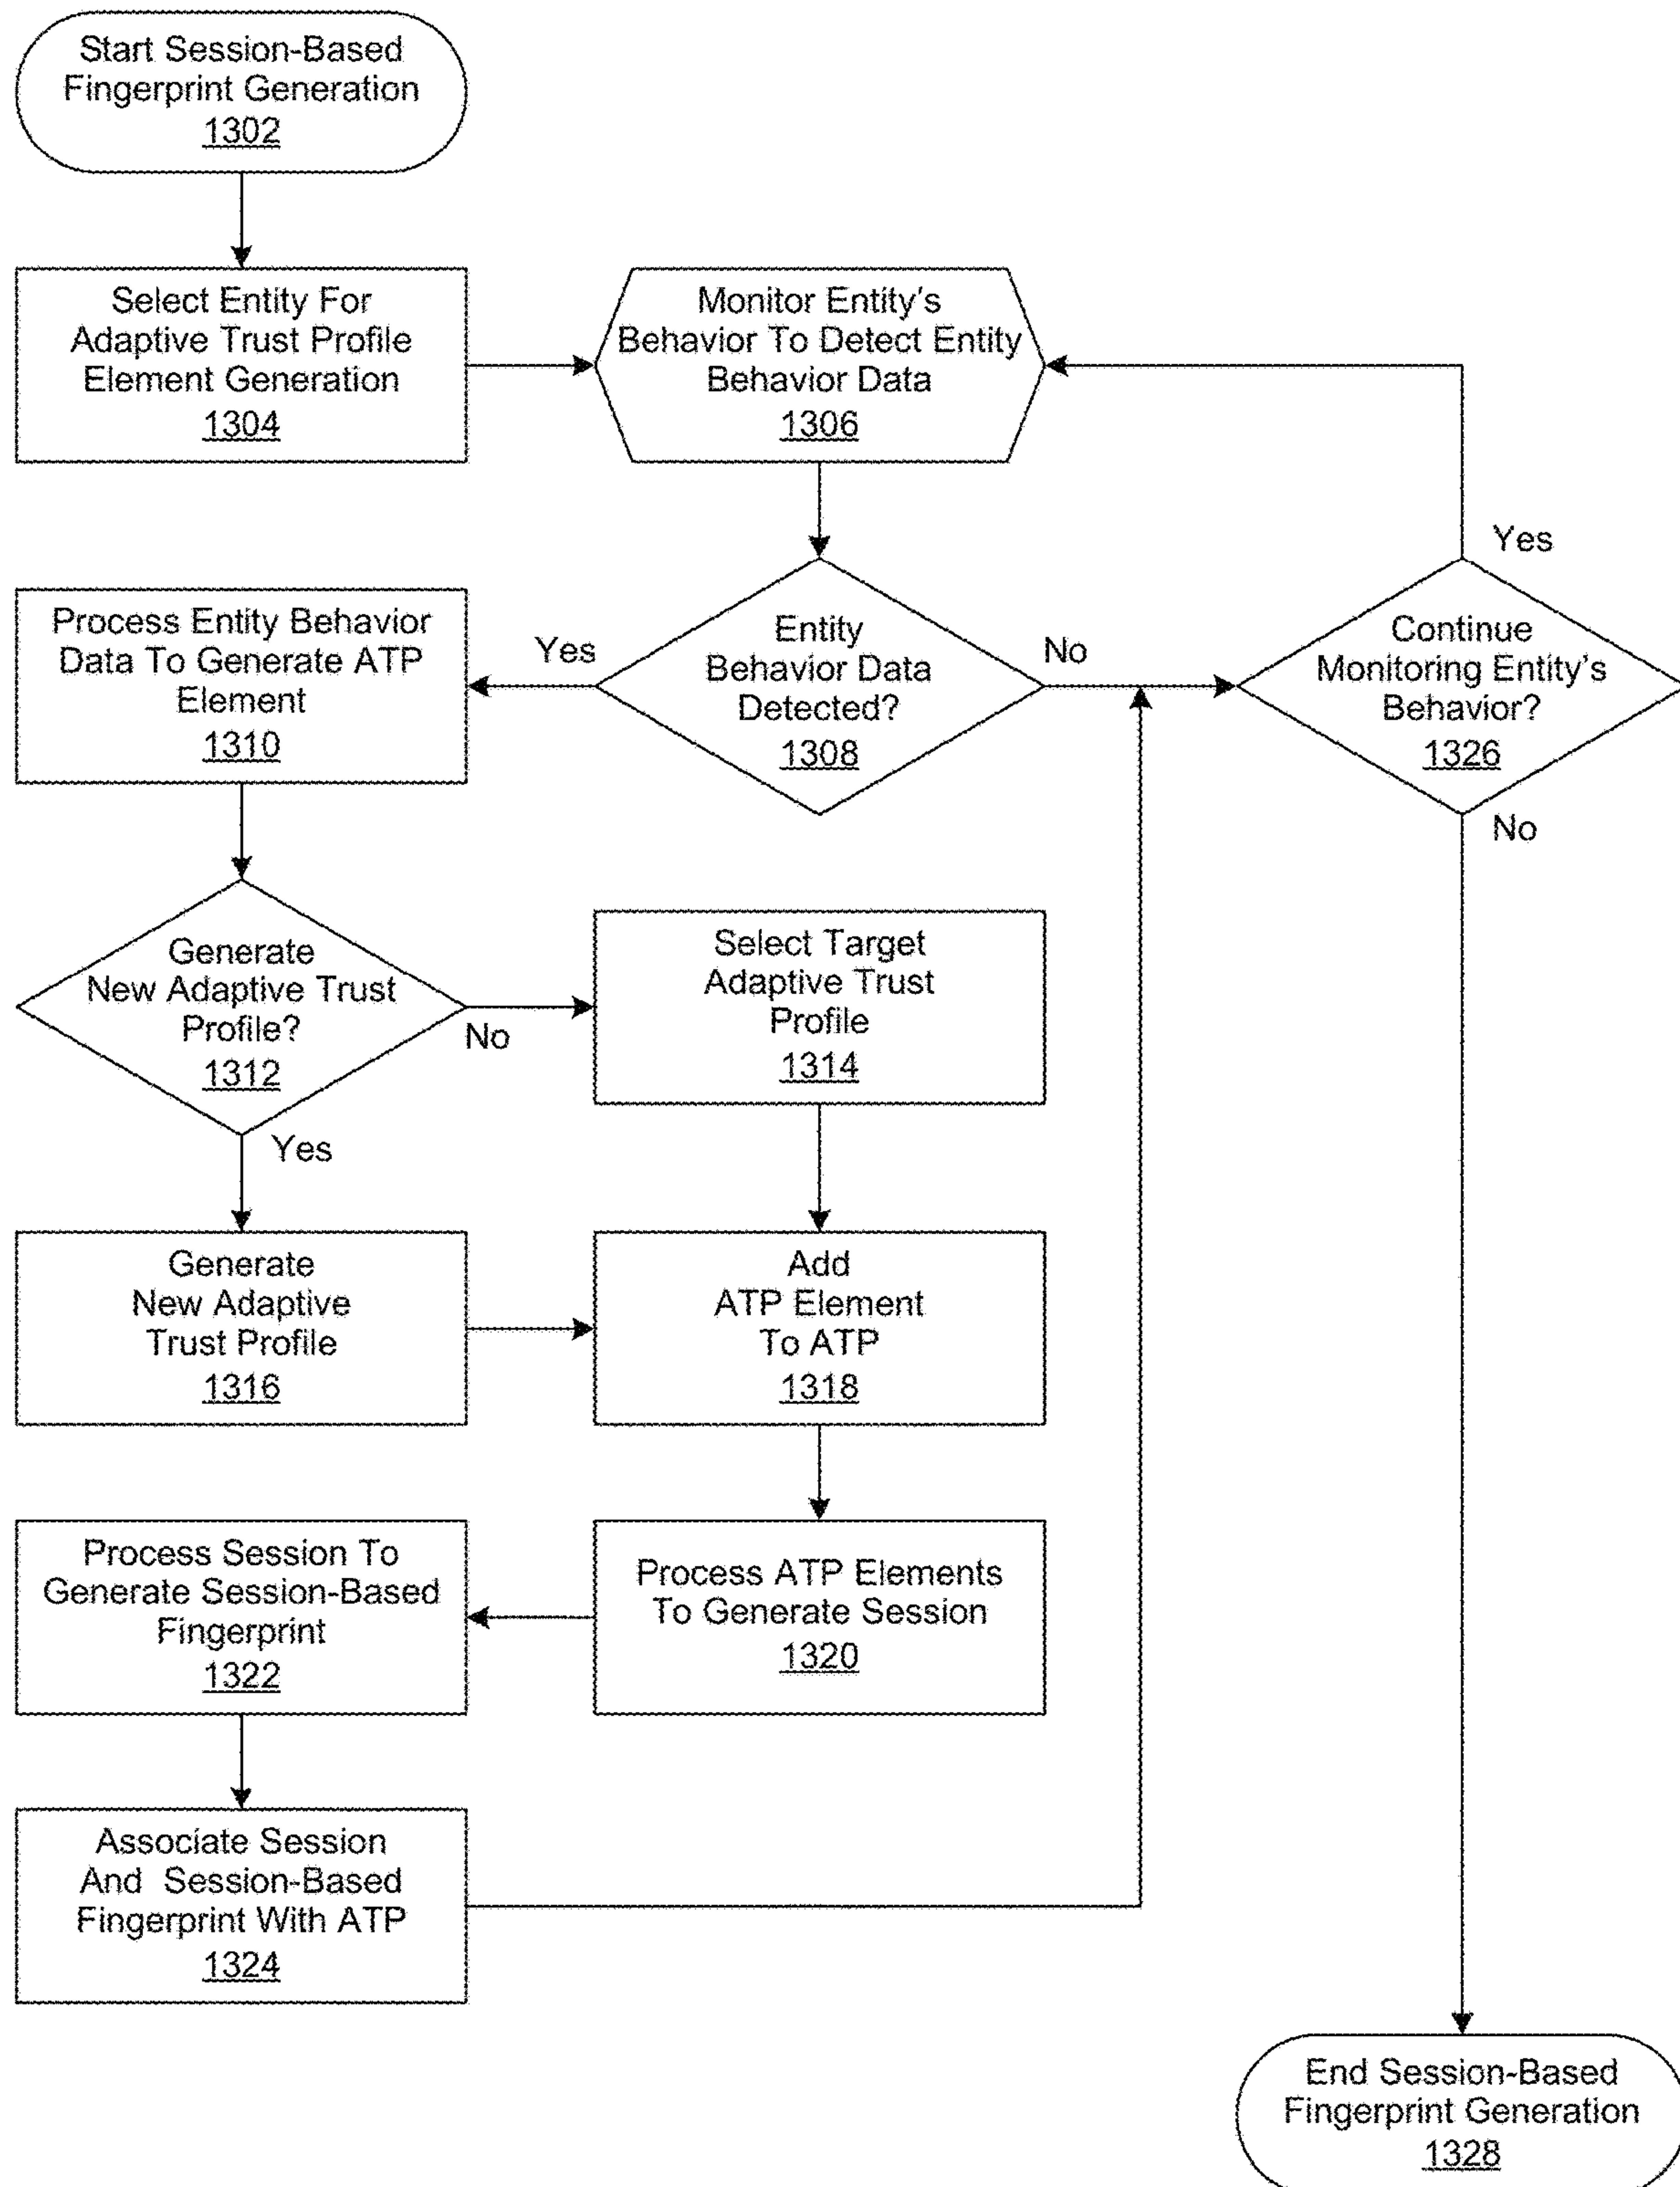 Start Session-Based
Fingerprint Generation
1302
Select Entity For
Adaptive Trust Profile
Element Generation
1304
Monitor Entity's
Behavior To Detect Entity
Behavior Data
1306
Process Entity Behavior
Data To Generate ATP
Element
1310
Yes
Entity
Behavior Data
Detected?
1308
No
Yes
Continue
Monitoring Entity's
Behavior?
1326
No
Generate
New Adaptive Trust
Profile?
1312
No
Yes
Select Target
Adaptive Trust
Profile
1314
Generate
New Adaptive
Trust Profile
1316
Add
ATP Element
To ATP
1318
Process Session To
Generate Session-Based
Fingerprint
1322
Process ATP Elements
To Generate Session
1320
Associate Session
And Session-Based
Fingerprint With ATP
1324
End Session-Based
Fingerprint Generation
1328